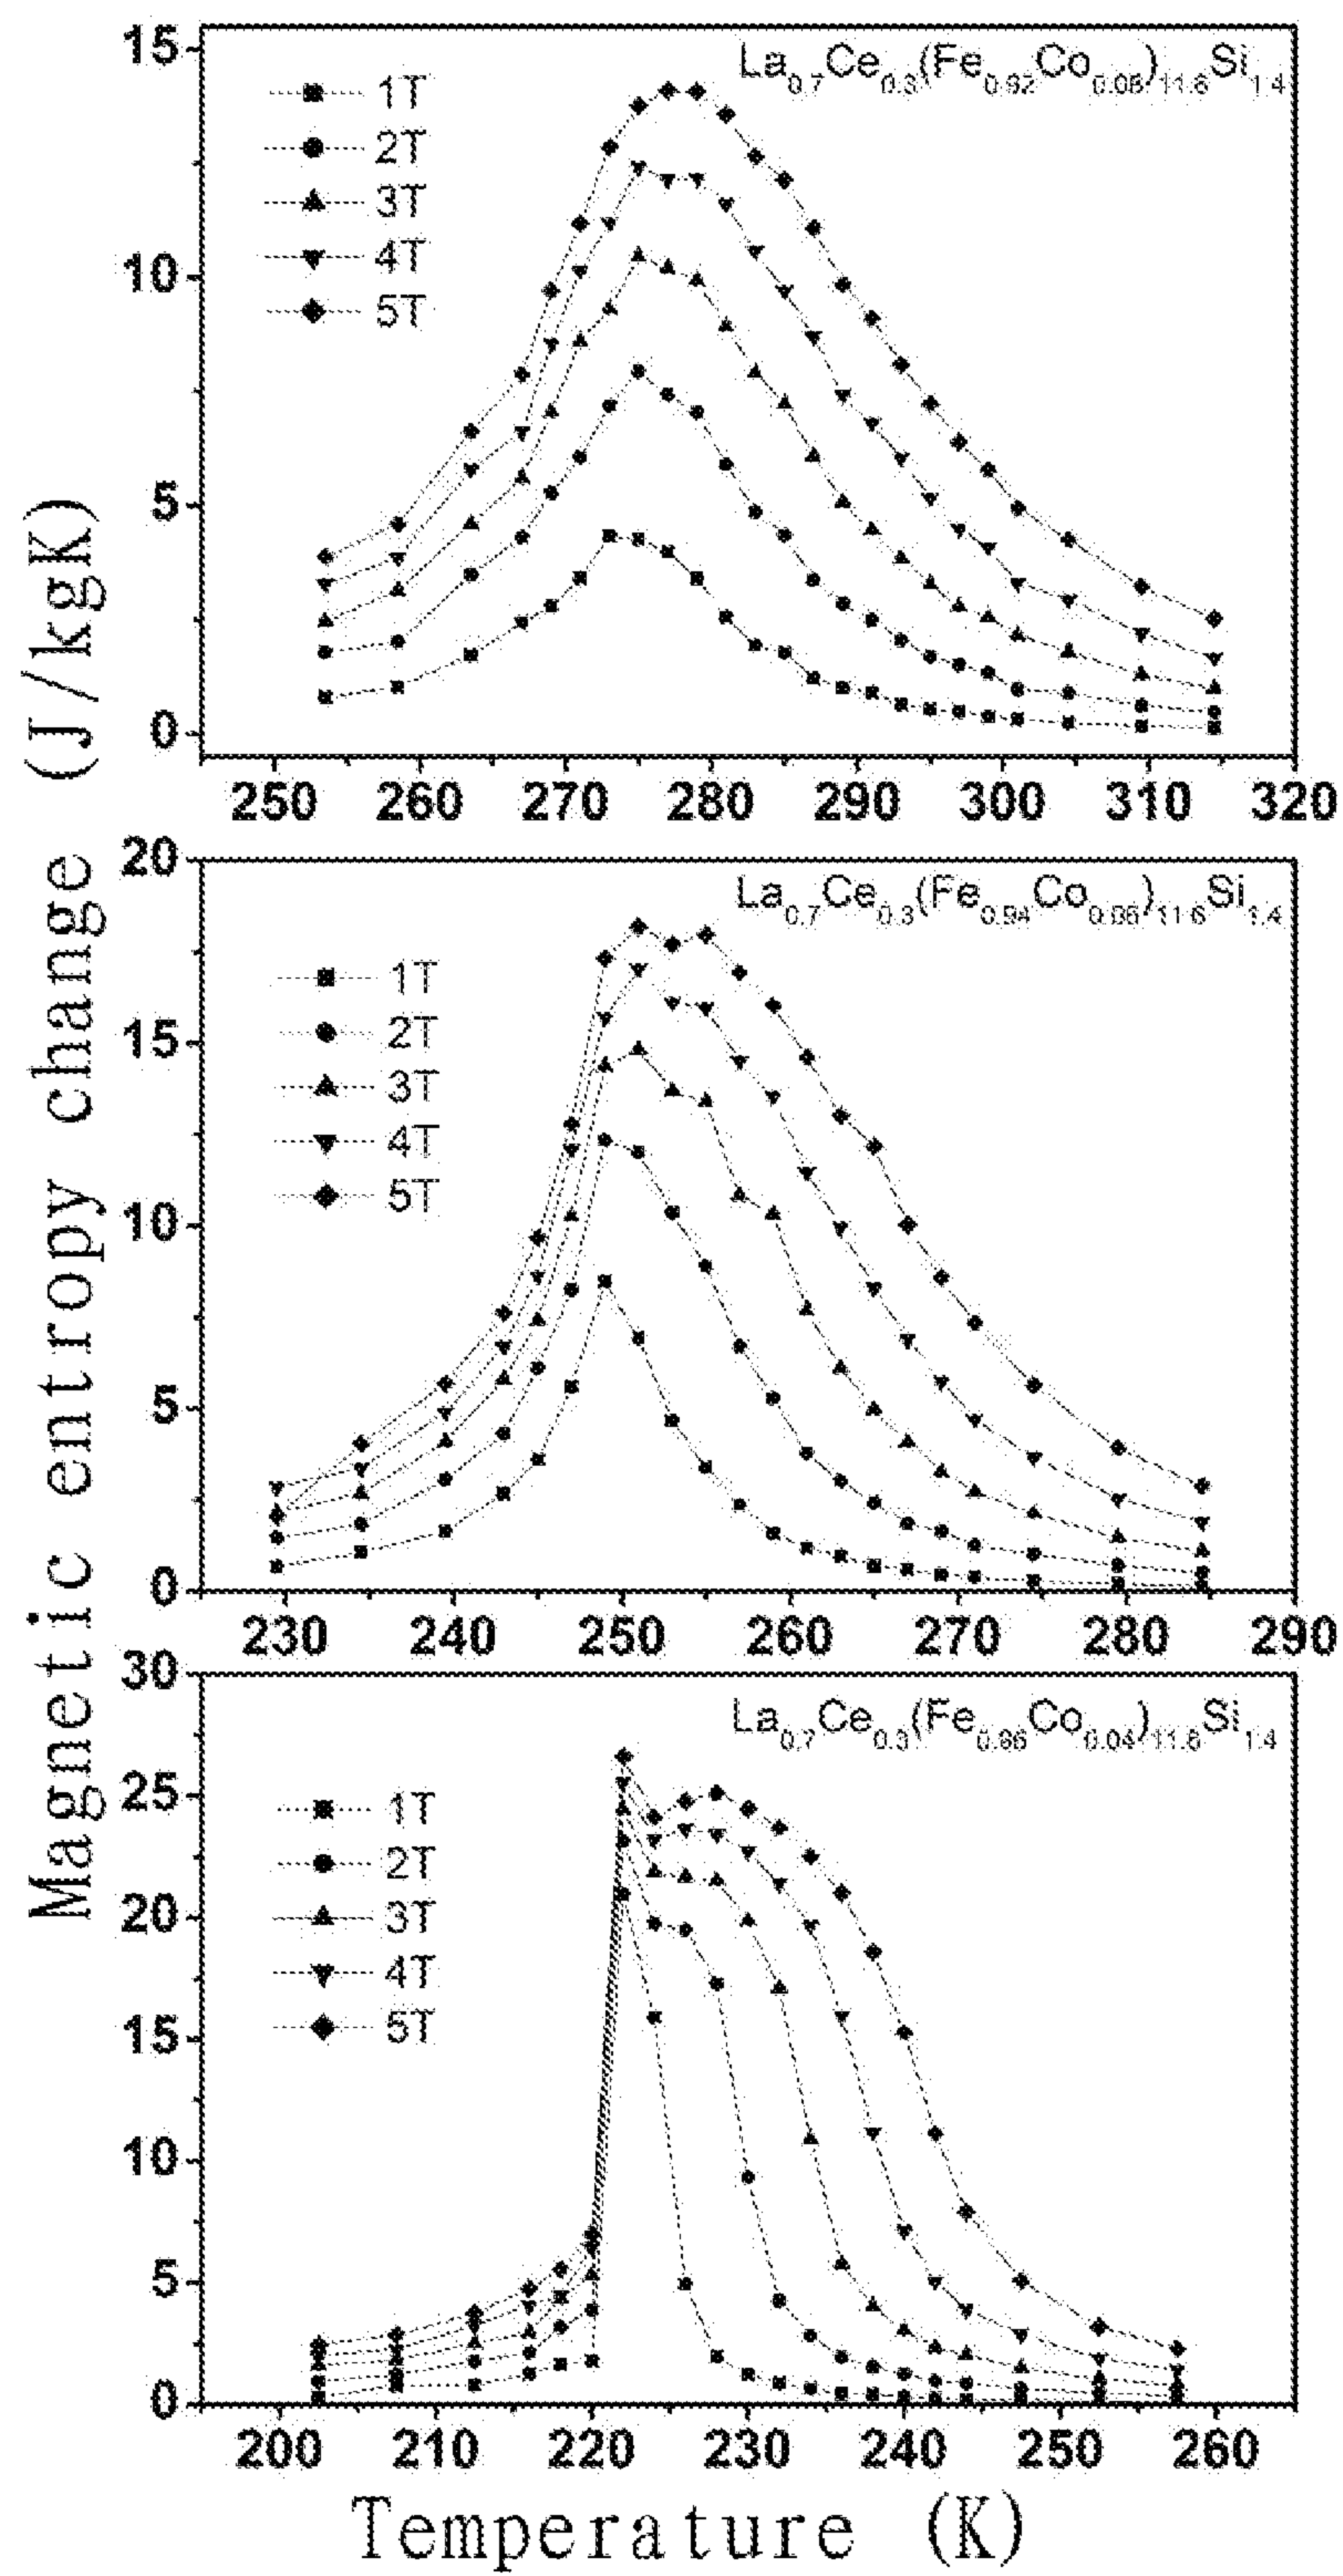 Magnetic entropy change (J/kgK)
La0.7Ce0.3(Fe0.92Co0.08)11.6Si1.4
1T
2T
3T
4T
5T
15
10
5
0
250 260 270 280 290 300 310 320
La0.7Ce0.3(Fe0.94Co0.06)11.6Si1.4
1T
2T
3T
4T
5T
20
15
10
5
0
230 240 250 260 270 280 290
La0.7Ce0.3(Fe0.96Co0.04)11.6Si1.4
1T
2T
3T
4T
5T
30
25
20
15
10
5
0
200 210 220 230 240 250 260
Temperature (K)